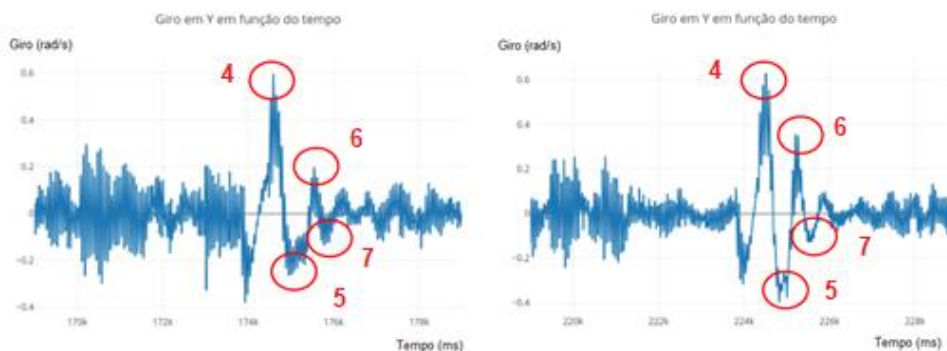 Giro em Y em função do tempo
Giro (rad/s)
4
0.6
0.4
6
0.2
0
−0.2
7
5
−0.4
170k
172k
174k
176k
178k
Tempo (ms)
Giro em Y em função do tempo
Giro (rad/s)
4
0.6
6
0.4
0.2
0
7
−0.2
5
−0.4
220k
222k
224k
226k
228k
Tempo (ms)